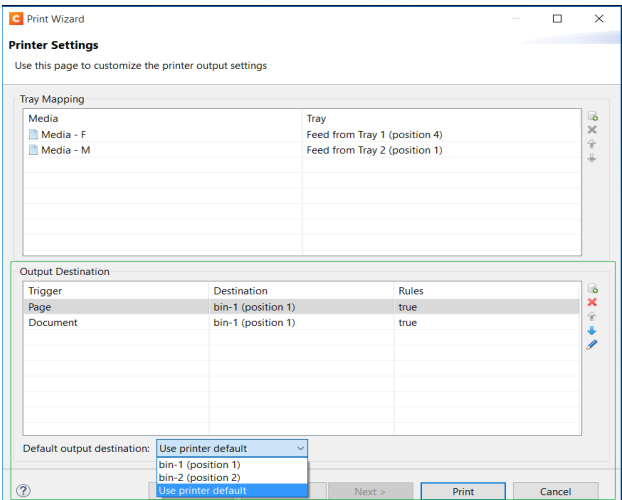 C Print Wizard
Printer Settings
Use this page to customize the printer output settings
Tray Mapping
Media Tray
Media - F Feed from Tray 1 (position 4)
Media - M Feed from Tray 2 (position 1)
Output Destination
Trigger Destination Rules
Page bin-1 (position 1) true
Document bin-1 (position 1) true
Default output destination: Use printer default
bin-1 (position 1)
bin-2 (position 2)
Use printer default
? Next > Print Cancel